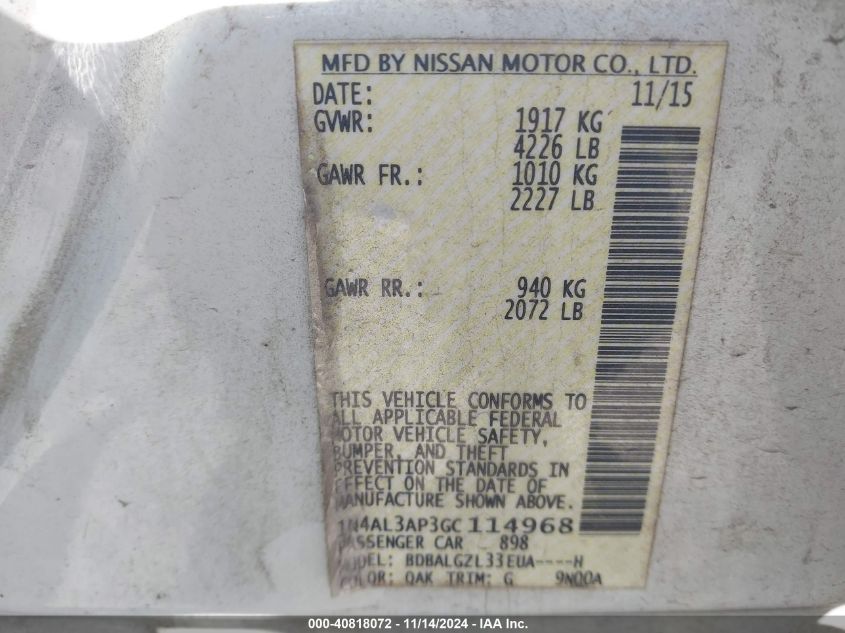 MFD BY NISSAN MOTOR CO., LTD.
DATE: 11/15
GVWR: 1917 KG
4226 LB
GAWR FR.: 1010 KG
2227 LB
GAWR RR.: 940 KG
2072 LB
THIS VEHICLE CONFORMS TO
ALL APPLICABLE FEDERAL
MOTOR VEHICLE SAFETY,
BUMPER, AND THEFT
PREVENTION STANDARDS IN
EFFECT ON THE DATE OF
MANUFACTURE SHOWN ABOVE.
1N4AL3AP3GC114968
PASSENGER CAR 898
MODEL: BDBALGZL33EUA----H
COLOR: QAK TRIM: G 9N00A
000-40818072 - 11/14/2024 - IAAI.com